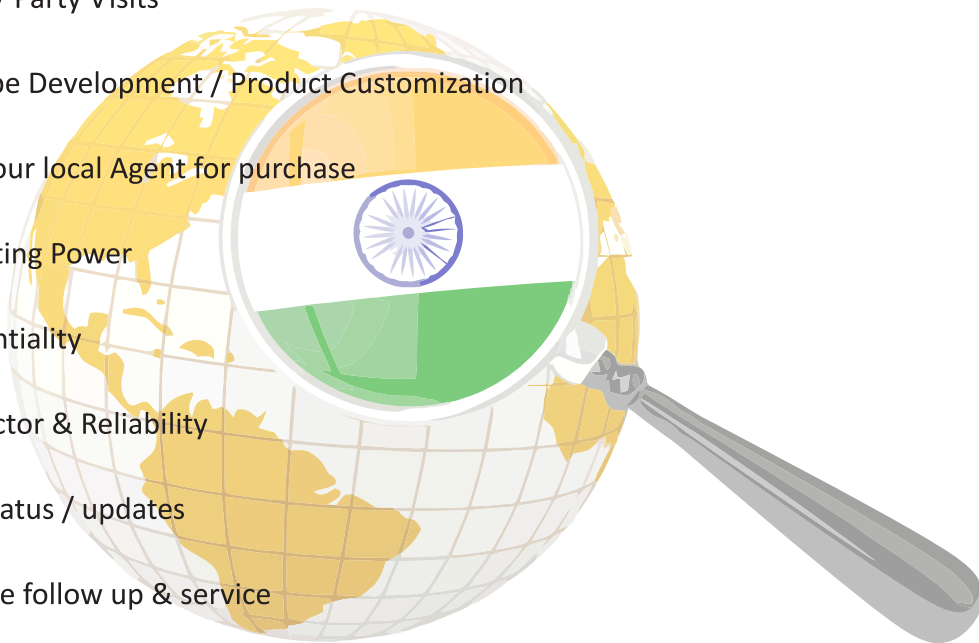 Party Visits
pe Development / Product Customization
our local Agent for purchase
ting Power
ntiality
ctor & Reliability
atus / updates
e follow up & service